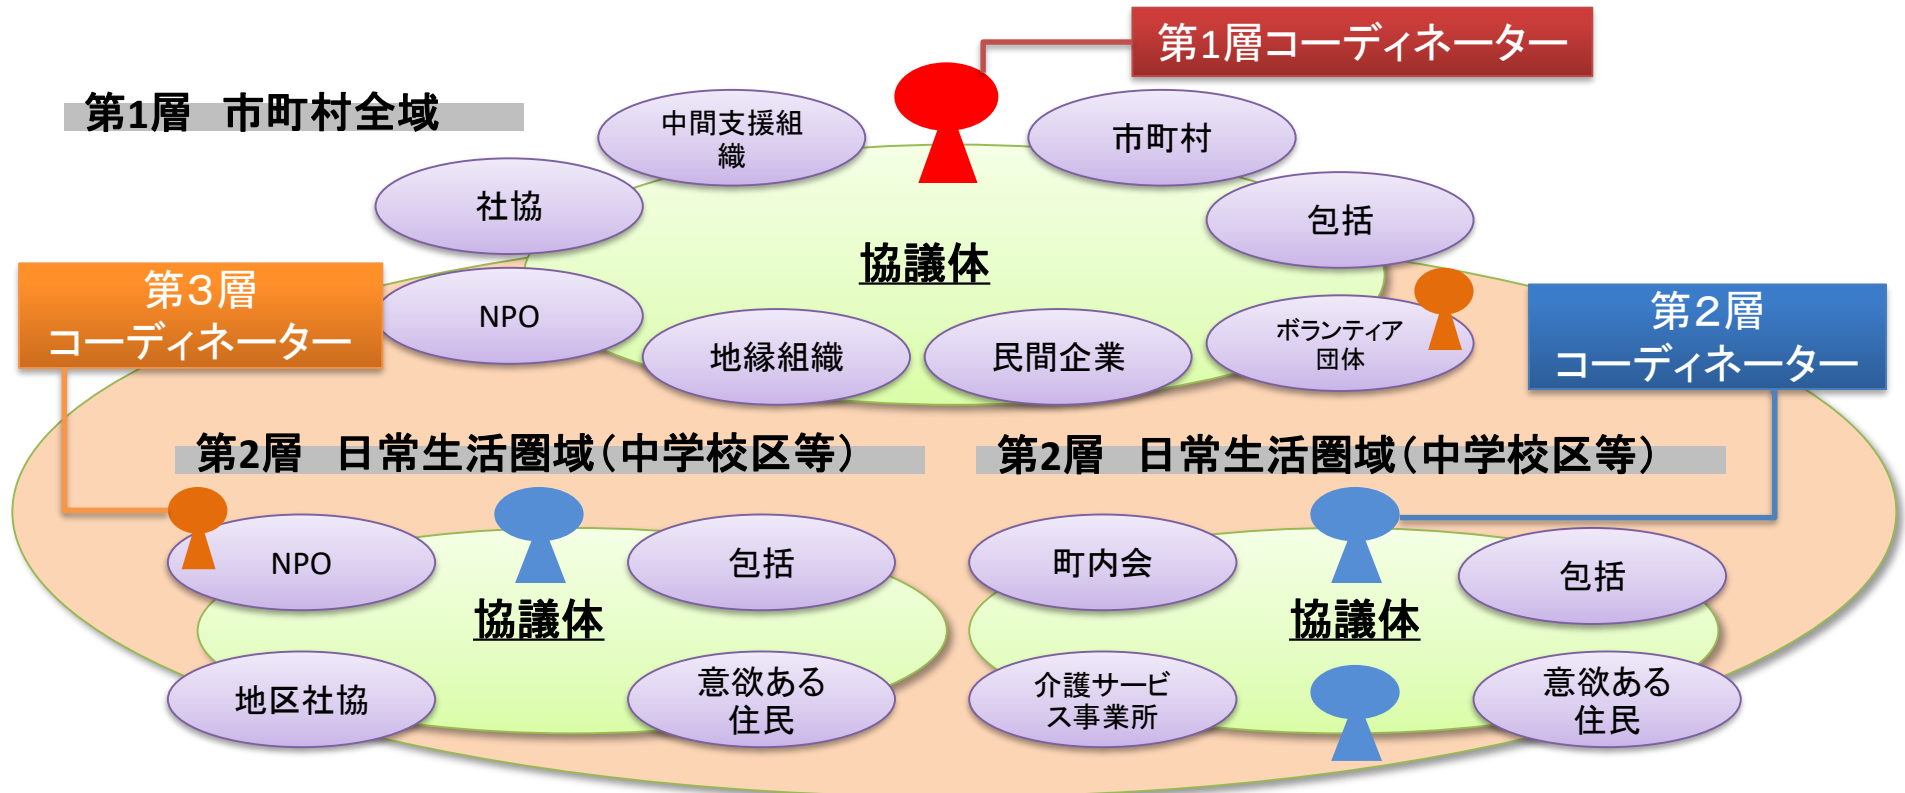 第1層コーディネーター
第1層　市町村全域
中間支援組
織
市町村
社協
包括
協議体
第３層
コーディネーター
NPO
地縁組織
民間企業
ボランティア
団体
第２層
コーディネーター
第2層　日常生活圏域（中学校区等）
第2層　日常生活圏域（中学校区等）
NPO
包括
協議体
地区社協
意欲ある
住民
町内会
包括
協議体
介護サービ
ス事業所
意欲ある
住民